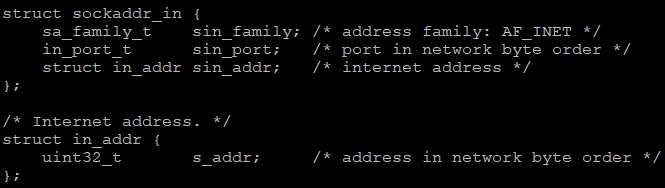 struct sockaddr_in {
    sa_family_t    sin_family; /* address family: AF_INET */
    in_port_t      sin_port;   /* port in network byte order */
    struct in_addr sin_addr;   /* internet address */
};

/* Internet address. */
struct in_addr {
    uint32_t       s_addr;     /* address in network byte order */
};